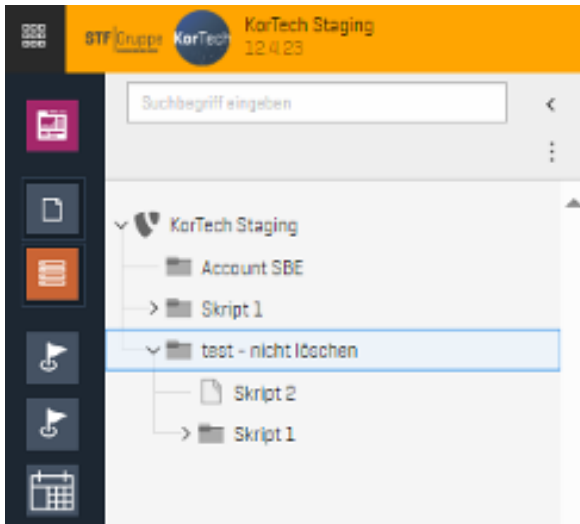 STF Gruppe KorTech KorTech Staging
12.4.23
Suchbegriff eingeben
KorTech Staging
Account SBE
Skript 1
test - nicht löschen
Skript 2
Skript 1